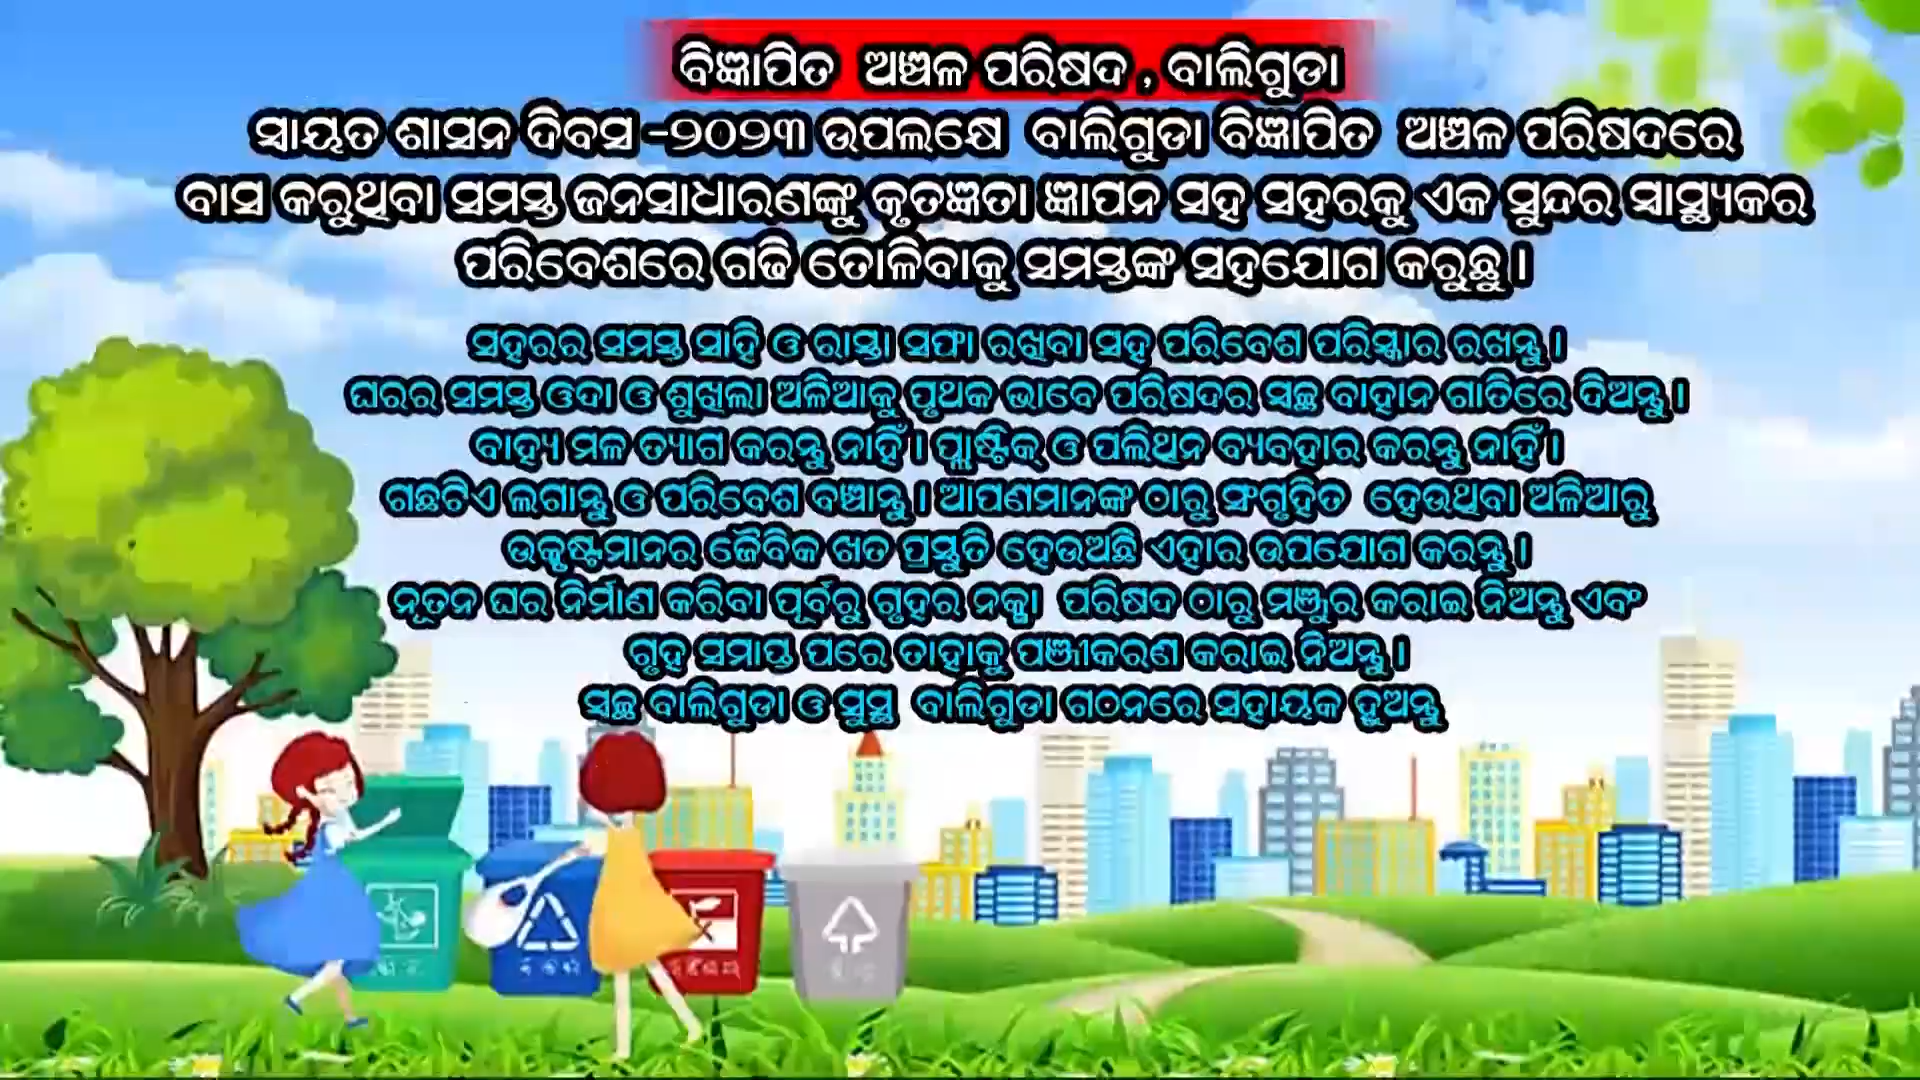 ବିଜ୍ଞାପିତ ଅଞ୍ଚଳ ପରିଷଦ , ବାଲିଗୁଡା
ସ୍ୱାୟତ ଶାସନ ଦିବସ -୨୦୨୩ ଉପଲକ୍ଷେ ବାଲିଗୁଡା ବିଜ୍ଞାପିତ ଅଞ୍ଚଳ ପରିଷଦରେ
ବାସ କରୁଥିବା ସମସ୍ତ ଜନସାଧାରଣଙ୍କୁ କୃତଜ୍ଞତା ଜ୍ଞାପନ ସହ ସହରକୁ ଏକ ସୁନ୍ଦର ସ୍ୱାସ୍ଥ୍ୟକର
ପରିବେଶରେ ଗଢି ତୋଳିବାକୁ ସମସ୍ତଙ୍କ ସହଯୋଗ କରୁଛୁ ।
ସହରର ସମସ୍ତ ସାହି ଓ ରାସ୍ତା ସଫା ରଖିବା ସହ ପରିବେଶ ପରିସ୍କାର ରଖନ୍ତୁ ।
ଘରର ସମସ୍ତ ଓଦା ଓ ଶୁଖିଲା ଅଳିଆକୁ ପୃଥକ ଭାବେ ପରିଷଦର ସଚ୍ଛ ବାହାନ ଗାଡିରେ ଦିଅନ୍ତୁ ।
ବାହ୍ୟ ମଳ ତ୍ୟାଗ କରନ୍ତୁ ନାହିଁ । ପ୍ଲାଷ୍ଟିକ୍ ଓ ପଲିଥିନ ବ୍ୟବହାର କରନ୍ତୁ ନାହିଁ ।
ଗଛଟିଏ ଲଗାନ୍ତୁ ଓ ପରିବେଶ ବଞ୍ଚାନ୍ତୁ । ଆପଣମାନଙ୍କ ଠାରୁ ସଂଗୃହିତ ହେଉଥିବା ଅଳିଆରୁ
ଉତ୍କୃଷ୍ଟମାନର ଜୈବିକ ଖତ ପ୍ରସ୍ତୁତି ହେଉଅଛି ଏହାର ଉପଯୋଗ କରନ୍ତୁ ।
ନୂତନ ଘର ନିର୍ମାଣ କରିବା ପୂର୍ବରୁ ଗୃହର ନକ୍ସା ପରିଷଦ ଠାରୁ ମଞ୍ଜୁର କରାଇ ନିଅନ୍ତୁ ଏବଂ
ଗୃହ ସମାପ୍ତ ପରେ ତାହାକୁ ପଞ୍ଜୀକରଣ କରାଇ ନିଅନ୍ତୁ ।
ସଚ୍ଛ ବାଲିଗୁଡା ଓ ସୁସ୍ଥ ବାଲିଗୁଡା ଗଠନରେ ସହାୟକ ହୁଅନ୍ତୁ